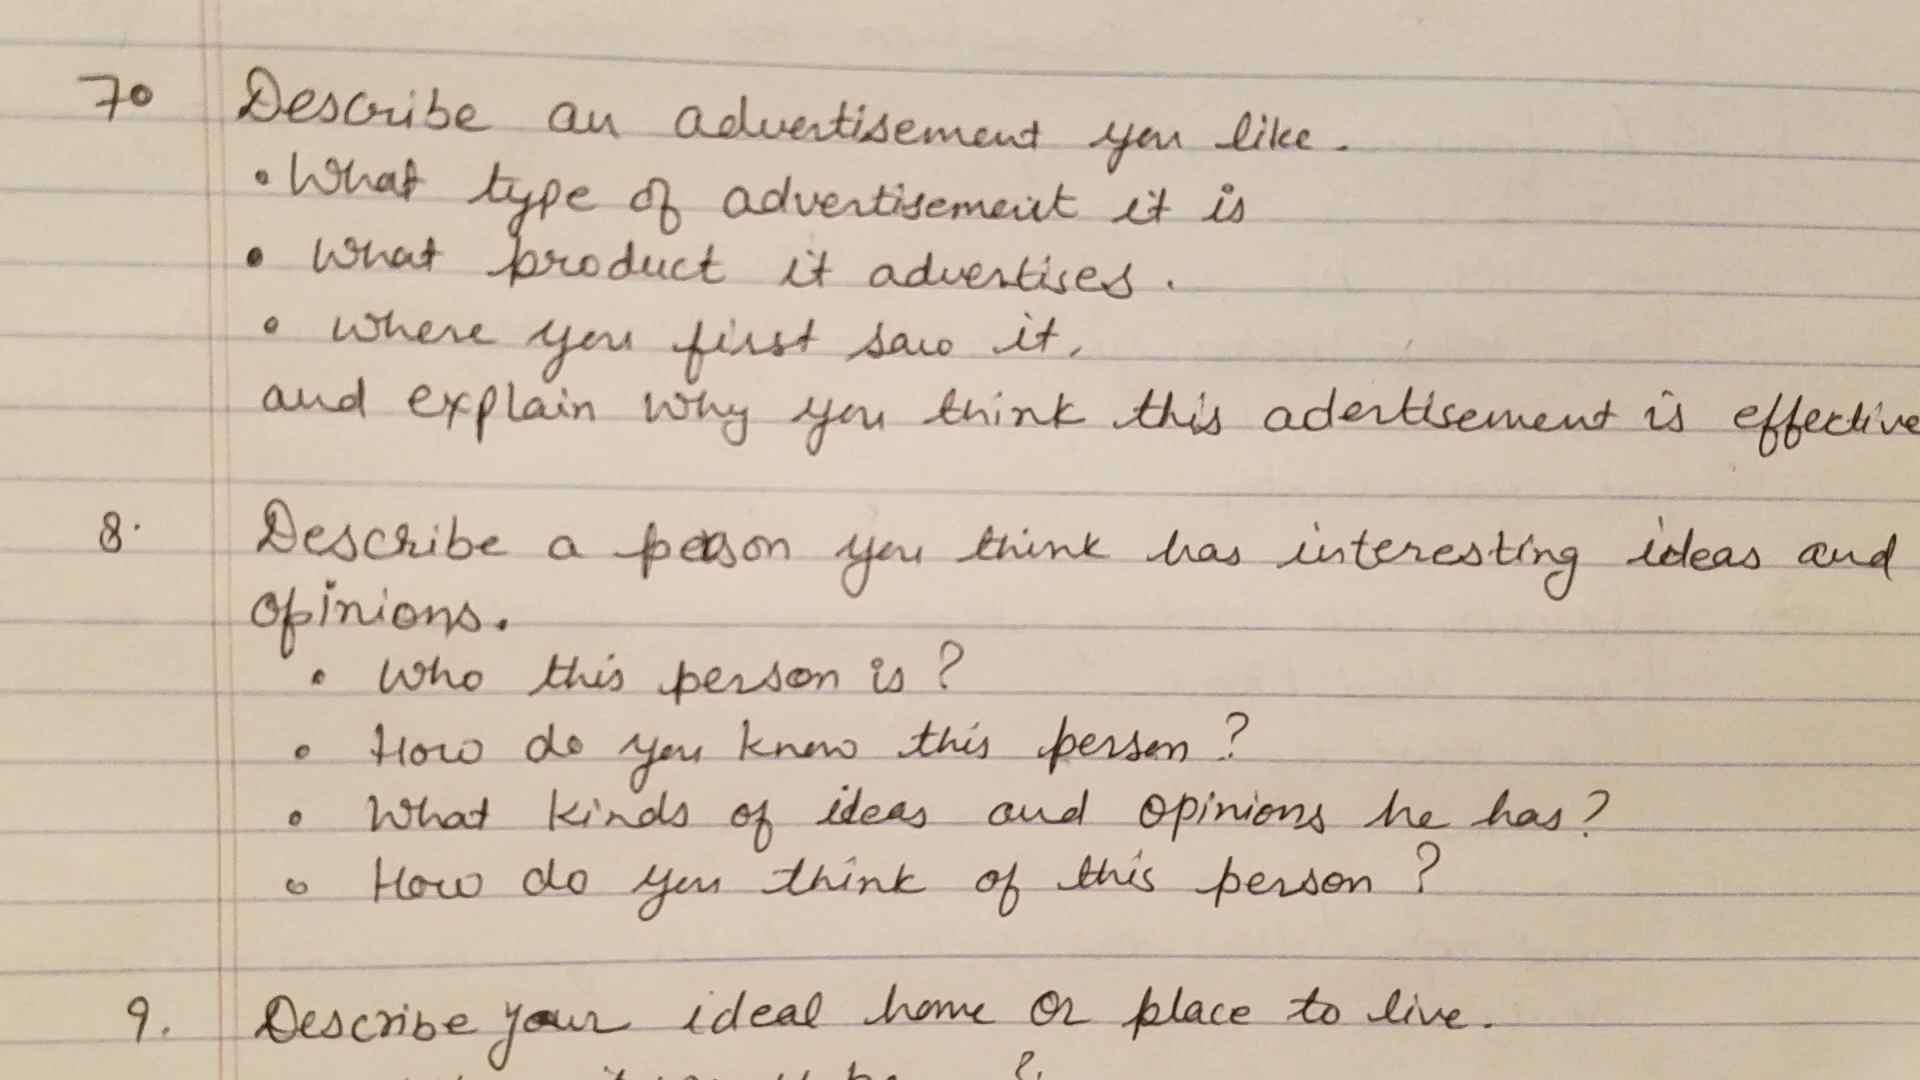 7. Describe an advertisement you like.
• What type of advertisement it is
• What product it advertises.
• Where you first saw it,
and explain why you think this adertisement is effective
8. Describe a person you think has interesting ideas and
opinions.
• Who this person is?
• How do you know this person?
• What kinds of ideas and opinions he has?
• How do you think of this person?
9. Describe your ideal home or place to live.